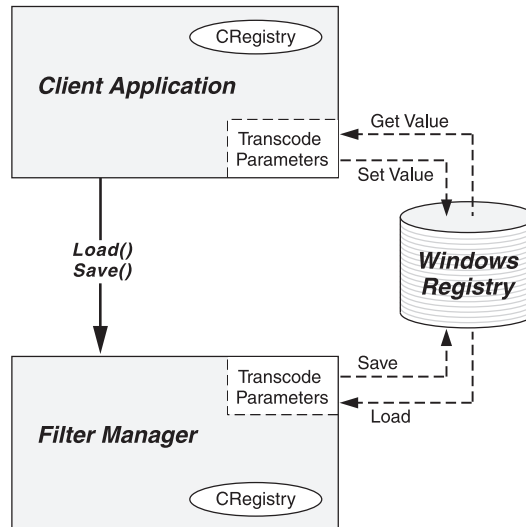 CRegistry
Client Application
Transcode
Parameters
Get Value
Set Value
Load()
Save()
Windows
Registry
Transcode
Parameters
Save
Load
Filter Manager
CRegistry